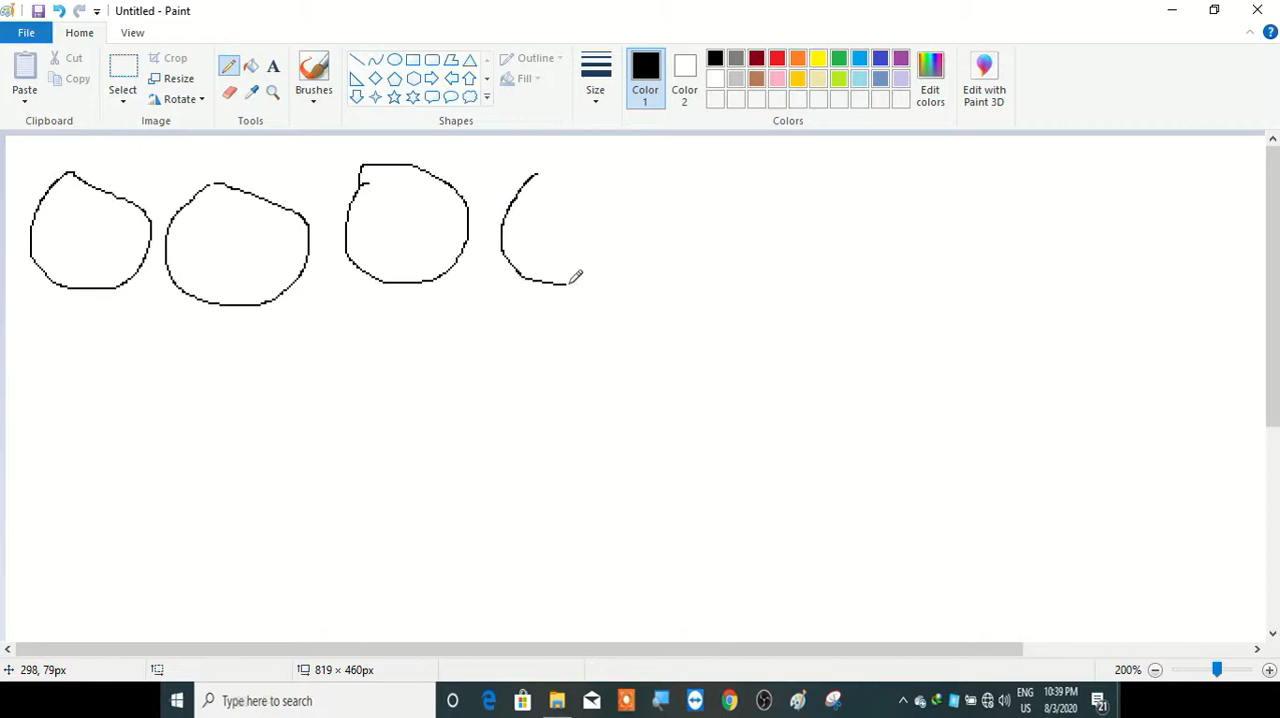 Untitled - Paint
File Home View
Paste Cut Copy
Clipboard
Select Crop Resize Rotate
Image
A
Tools
Brushes
Outline Fill
Shapes
Size
Color 1
Color 2
Edit colors
Colors
Edit with Paint 3D
298, 79px
819 × 460px
200%
Type here to search
ENG US
10:39 PM
8/3/2020
21